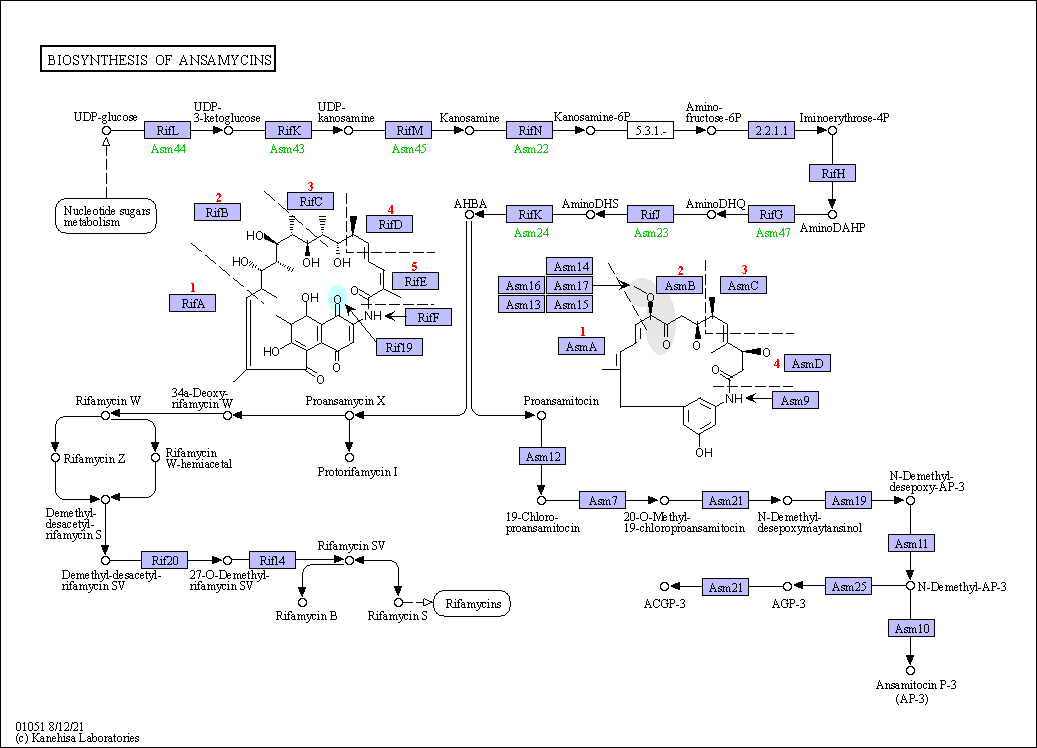 BIOSYNTHESIS OF ANSAMYCINS
UDP-glucose
UDP-
3-ketoglucose
UDP-
kanosamine
Kanosamine
Kanosamine-6P
Amino-
fructose-6P
Iminoerythrose-4P
RifL
RifK
RifM
RifN
5.3.1.-
2.2.1.1
Asm44
Asm43
Asm45
Asm22
RifH
Nucleotide sugars
metabolism
AHBA
RifK
AminoDHS
RifJ
AminoDHQ
RifG
AminoDAHP
Asm24
Asm23
Asm47
1
RifA
2
RifB
3
RifC
4
RifD
5
RifE
RifF
Rif19
HO
OH
OH
HO
OH
O
O
NH
HO
O
O
Asm14
Asm16
Asm17
Asm13
Asm15
1
AsmA
2
AsmB
3
AsmC
4
AsmD
Asm9
O
O
O
O
O
NH
OH
Rifamycin W
34a-Deoxy-
rifamycin W
Proansamycin X
Proansamitocin
Rifamycin Z
Rifamycin
W-hemiacetal
Protorifamycin I
Asm12
Demethyl-
desacetyl-
rifamycin S
19-Chloro-
proansamitocin
Asm7
20-O-Methyl-
19-chloroproansamitocin
Asm21
N-Demethyl-
desepoxymaytansinol
Asm19
N-Demethyl-
desepoxy-AP-3
Asm11
Demethyl-desacetyl-
rifamycin SV
Rif20
27-O-Demethyl-
rifamycin SV
Rif14
Rifamycin SV
Rifamycin B
Rifamycin S
Rifamycins
ACGP-3
Asm21
AGP-3
Asm25
N-Demethyl-AP-3
Asm10
Ansamitocin P-3
(AP-3)
01051 8/12/21
(c) Kanehisa Laboratories